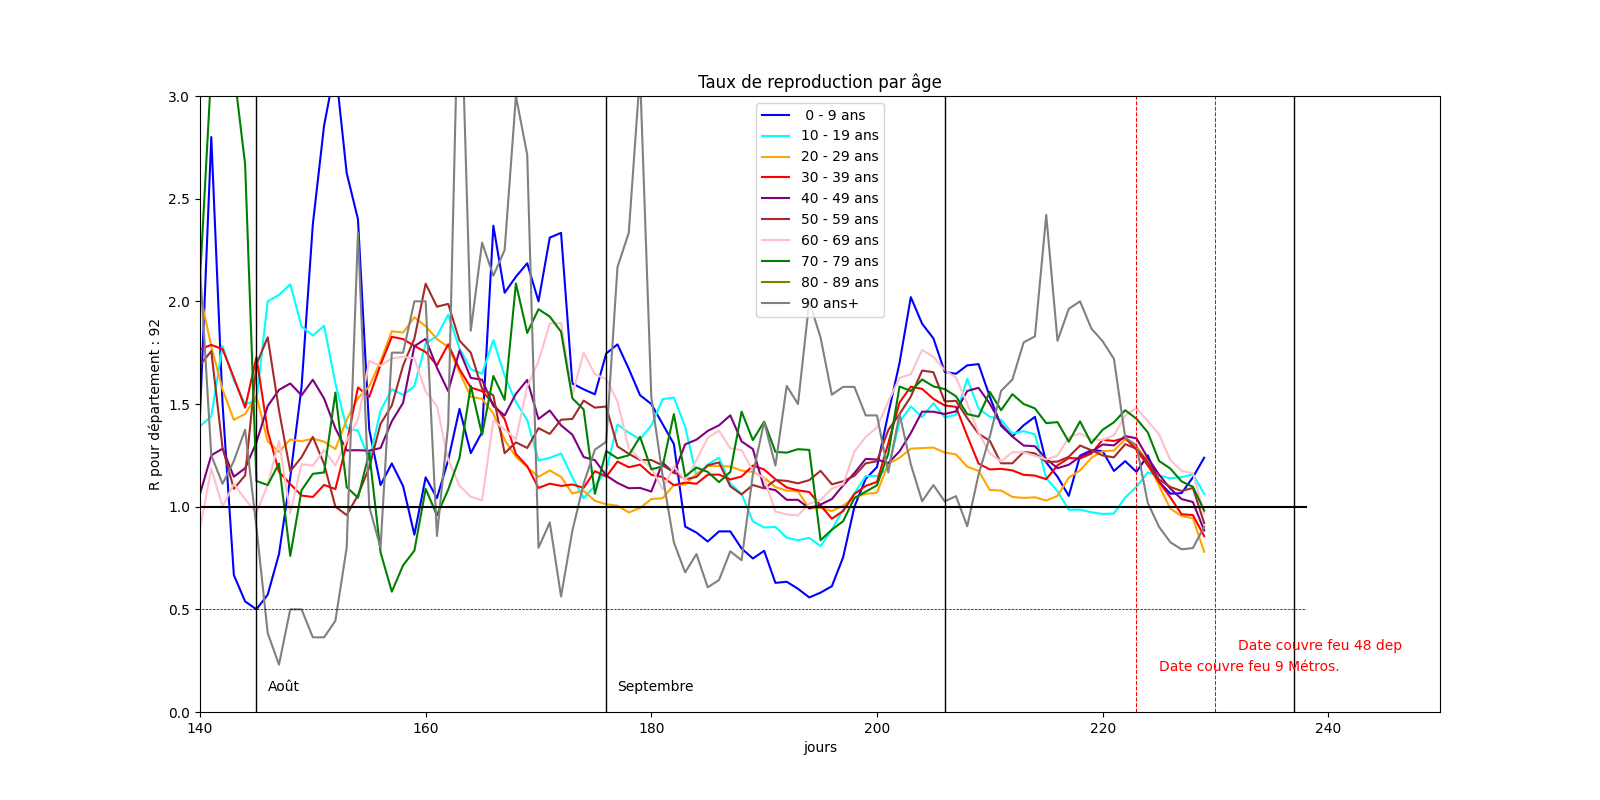 Taux de reproduction par âge
R pour département : 92
3.0
2.5
2.0
1.5
1.0
0.5
0.0
0 - 9 ans
10 - 19 ans
20 - 29 ans
30 - 39 ans
40 - 49 ans
50 - 59 ans
60 - 69 ans
70 - 79 ans
80 - 89 ans
90 ans+
Date couvre feu 48 dep
Date couvre feu 9 Métros.
Août
Septembre
140
160
180
200
220
240
jours